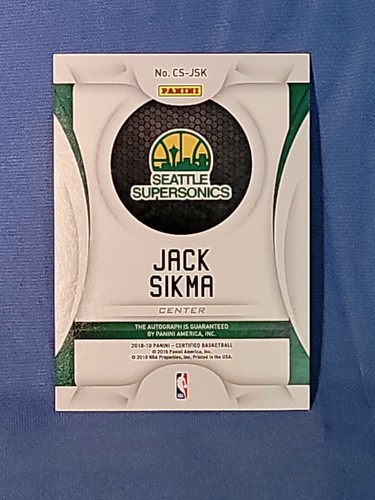 No. CS-JSK
PANINI
SEATTLE
SUPERSONICS
JACK
SIKMA
CENTER
THE AUTOGRAPH IS GUARANTEED
BY PANINI AMERICA, INC.
2018-19 PANINI – CERTIFIED BASKETBALL
© 2018 Panini America, Inc.
© 2018 NBA Properties, Inc. Printed in the USA.